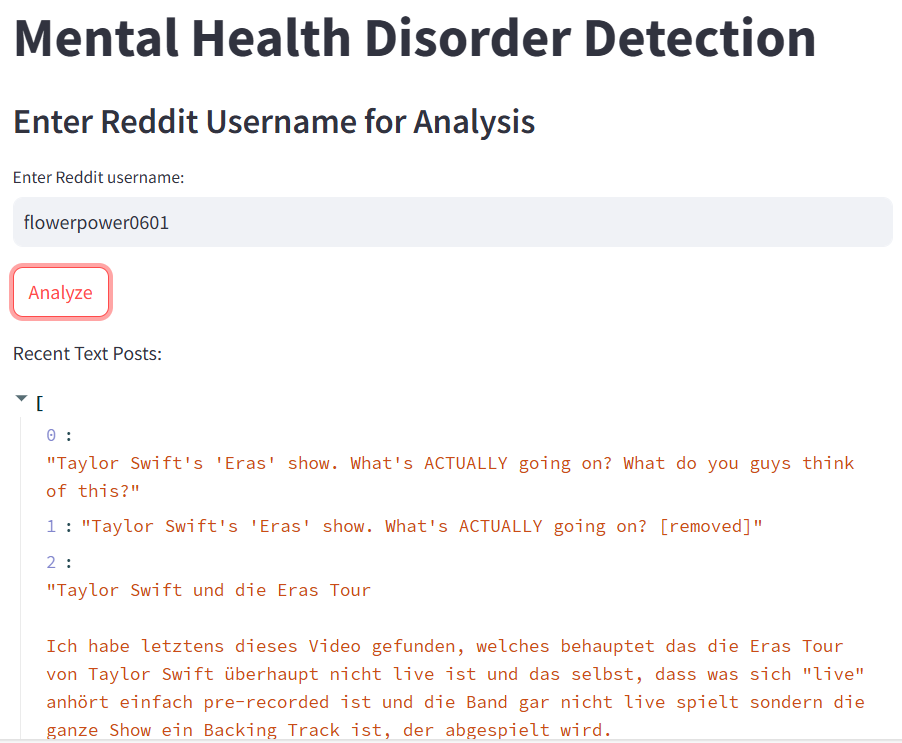 Mental Health Disorder Detection
Enter Reddit Username for Analysis
Enter Reddit username:
flowerpower0601
Analyze
Recent Text Posts:
[
0 :
"Taylor Swift's 'Eras' show. What's ACTUALLY going on? What do you guys think
of this?"
1 : "Taylor Swift's 'Eras' show. What's ACTUALLY going on? [removed]"
2 :
"Taylor Swift und die Eras Tour
Ich habe letztens dieses Video gefunden, welches behauptet das die Eras Tour
von Taylor Swift überhaupt nicht live ist und das selbst, dass was sich "live"
anhört einfach pre-recorded ist und die Band gar nicht live spielt sondern die
ganze Show ein Backing Track ist, der abgespielt wird.